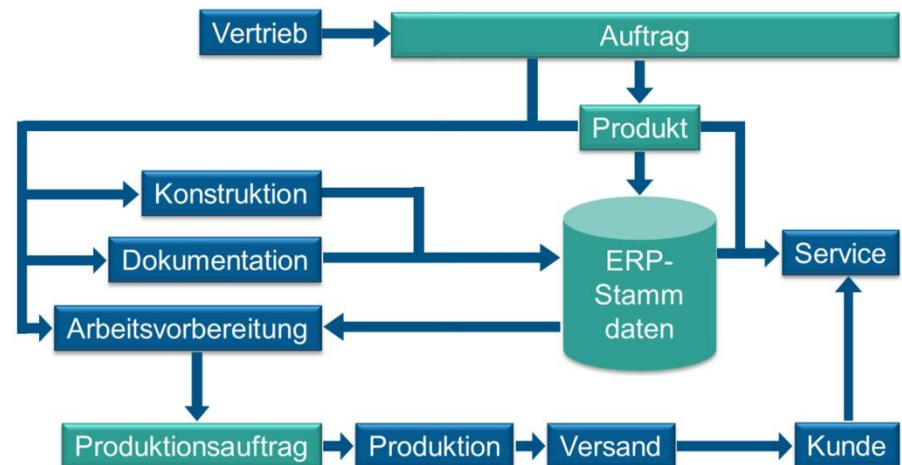 Vertrieb
Auftrag
Produkt
Konstruktion
Dokumentation
ERP-
Stamm
daten
Service
Arbeitsvorbereitung
Produktionsauftrag
Produktion
Versand
Kunde